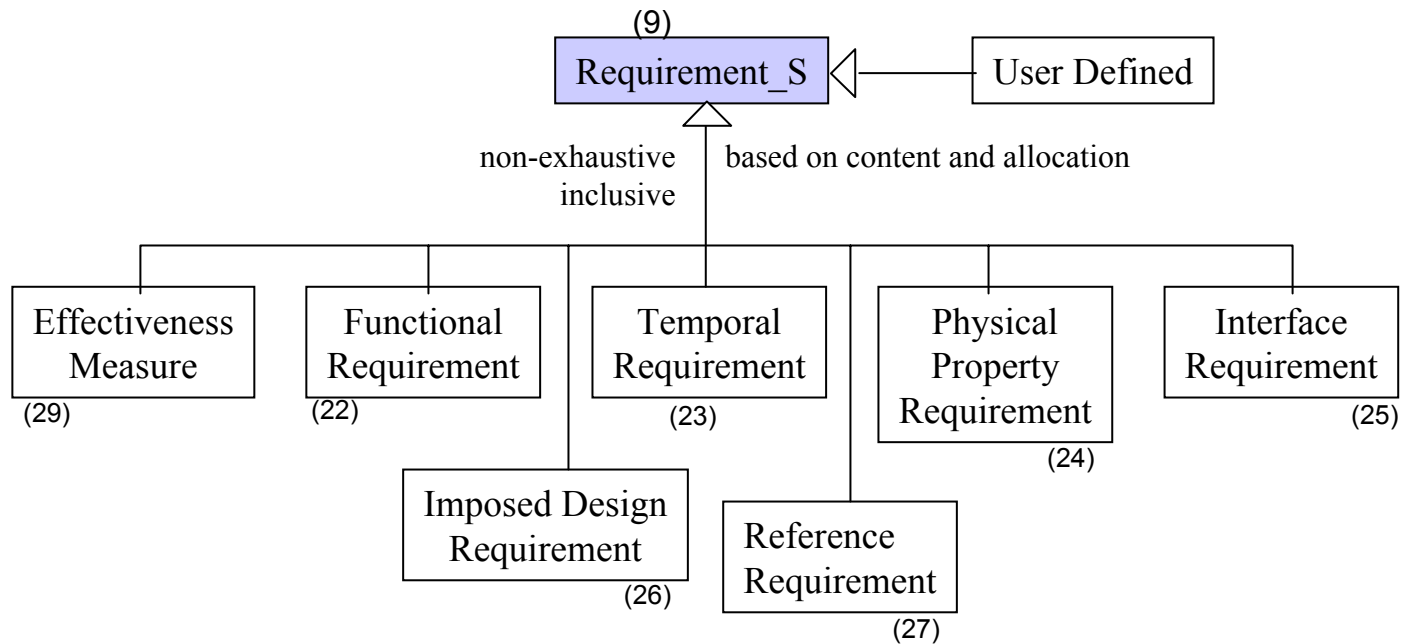 (9)
Requirement_S
User Defined
non-exhaustive
inclusive
based on content and allocation
Effectiveness
Measure
(29)
Functional
Requirement
(22)
Temporal
Requirement
(23)
Physical
Property
Requirement
(24)
Interface
Requirement
(25)
Imposed Design
Requirement
(26)
Reference
Requirement
(27)